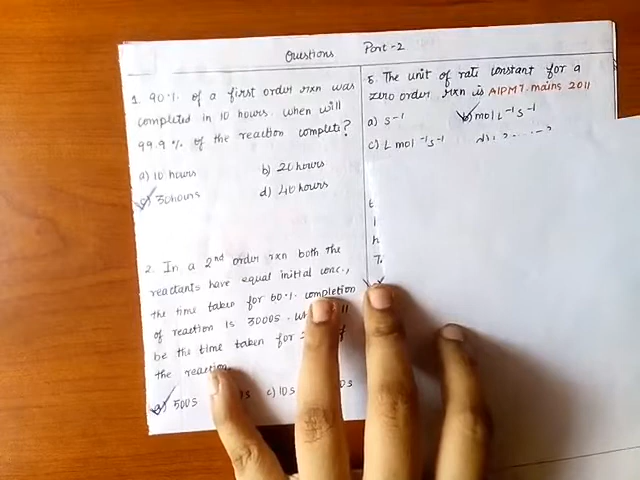 Questions Part-2
1. 90%. of a first order rxn was
completed in 10 hours. when will
99.9% of the reaction complete?
a) 10 hours b) 20 hours
c) 30hours d) 40 hours
2. In a 2nd order rxn both the
reactants have equal initial conc.,
the time taken for 60%. completion
of reaction is 3000s.
be the time taken for
the reaction
a) 500s c) 10s
5. The unit of rate constant for a
zero order rxn is AIPMT. mains 2011
a) s-1 b) mol L-1 s-1
c) L mol-1 s-1